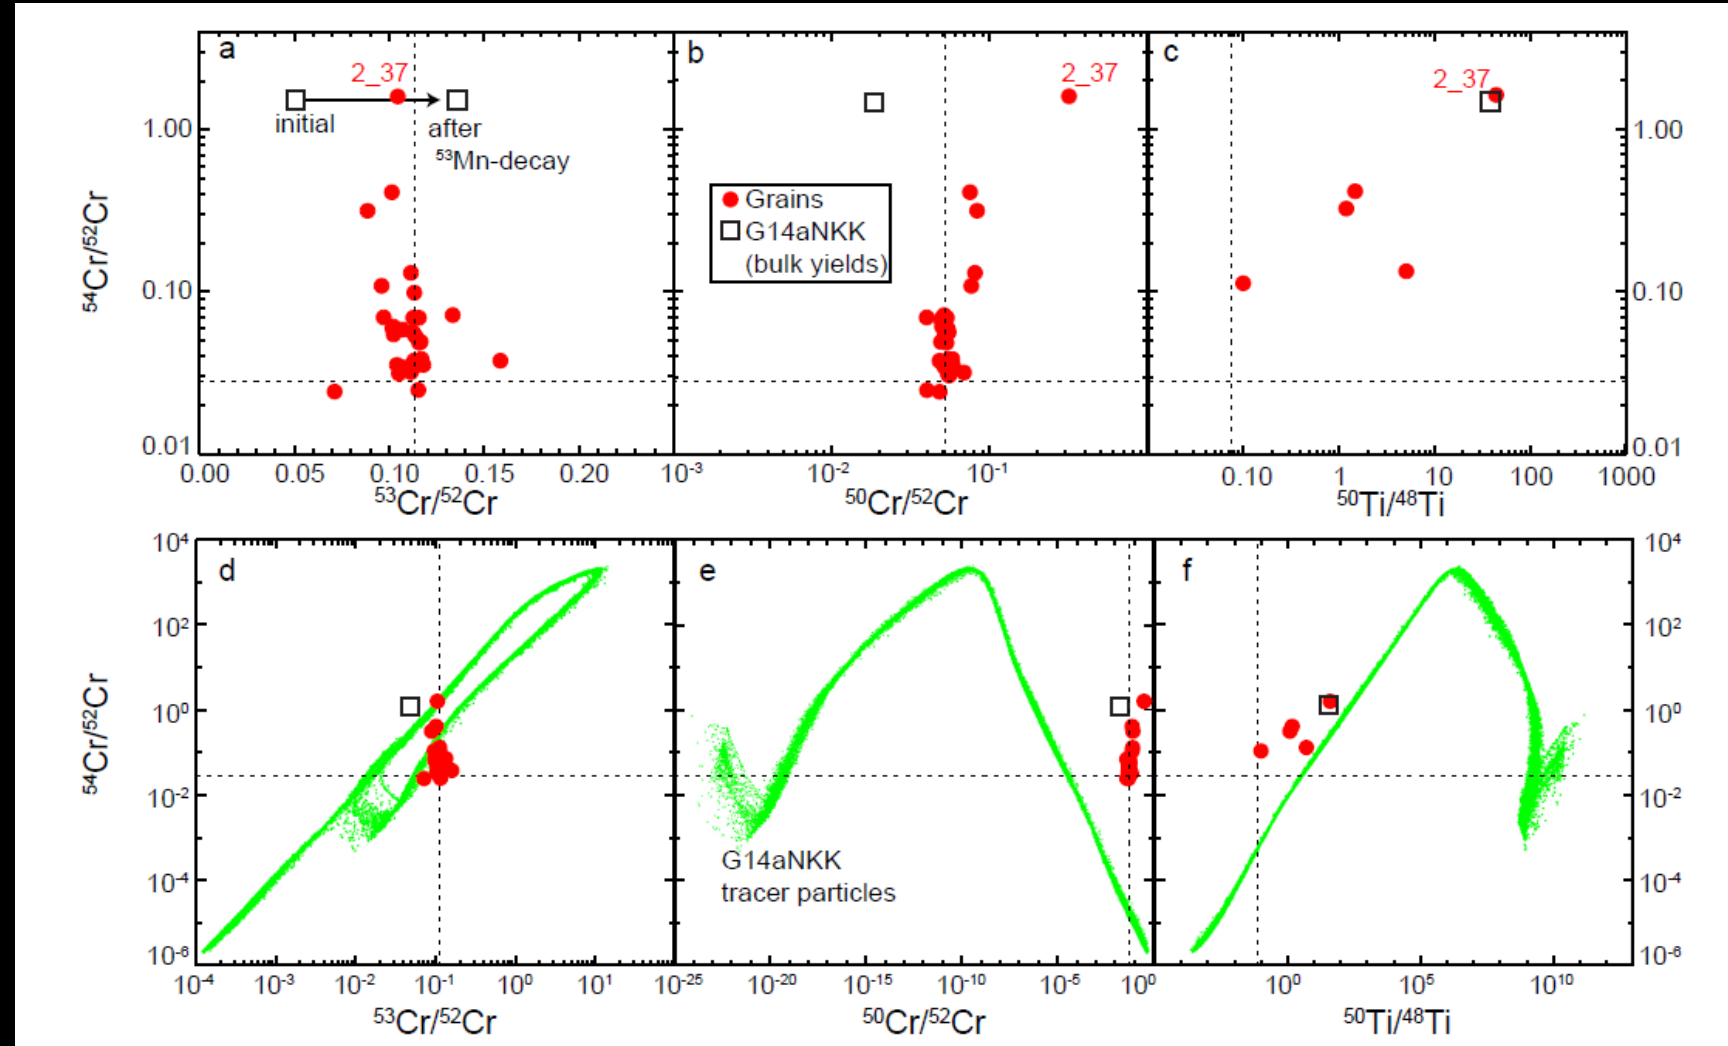 a
2_37
initial
after
⁵³Mn-decay
b
2_37
Grains
G14aNKK
(bulk yields)
c
2_37
1.00
0.10
0.01
⁵⁴Cr/⁵²Cr
1.00
0.10
0.01
0.00 0.05 0.10 0.15 0.20
⁵³Cr/⁵²Cr
10⁻³ 10⁻² 10⁻¹
⁵⁰Cr/⁵²Cr
0.10 1 10 100 1000
⁵⁰Ti/⁴⁸Ti
d
e
G14aNKK
tracer particles
f
10⁴
10²
10⁰
10⁻²
10⁻⁴
10⁻⁶
⁵⁴Cr/⁵²Cr
10⁴
10²
10⁰
10⁻²
10⁻⁴
10⁻⁶
10⁻⁴ 10⁻³ 10⁻² 10⁻¹ 10⁰ 10¹
⁵³Cr/⁵²Cr
10⁻²⁵ 10⁻²⁰ 10⁻¹⁵ 10⁻¹⁰ 10⁻⁵ 10⁰
⁵⁰Cr/⁵²Cr
10⁰ 10⁵ 10¹⁰
⁵⁰Ti/⁴⁸Ti